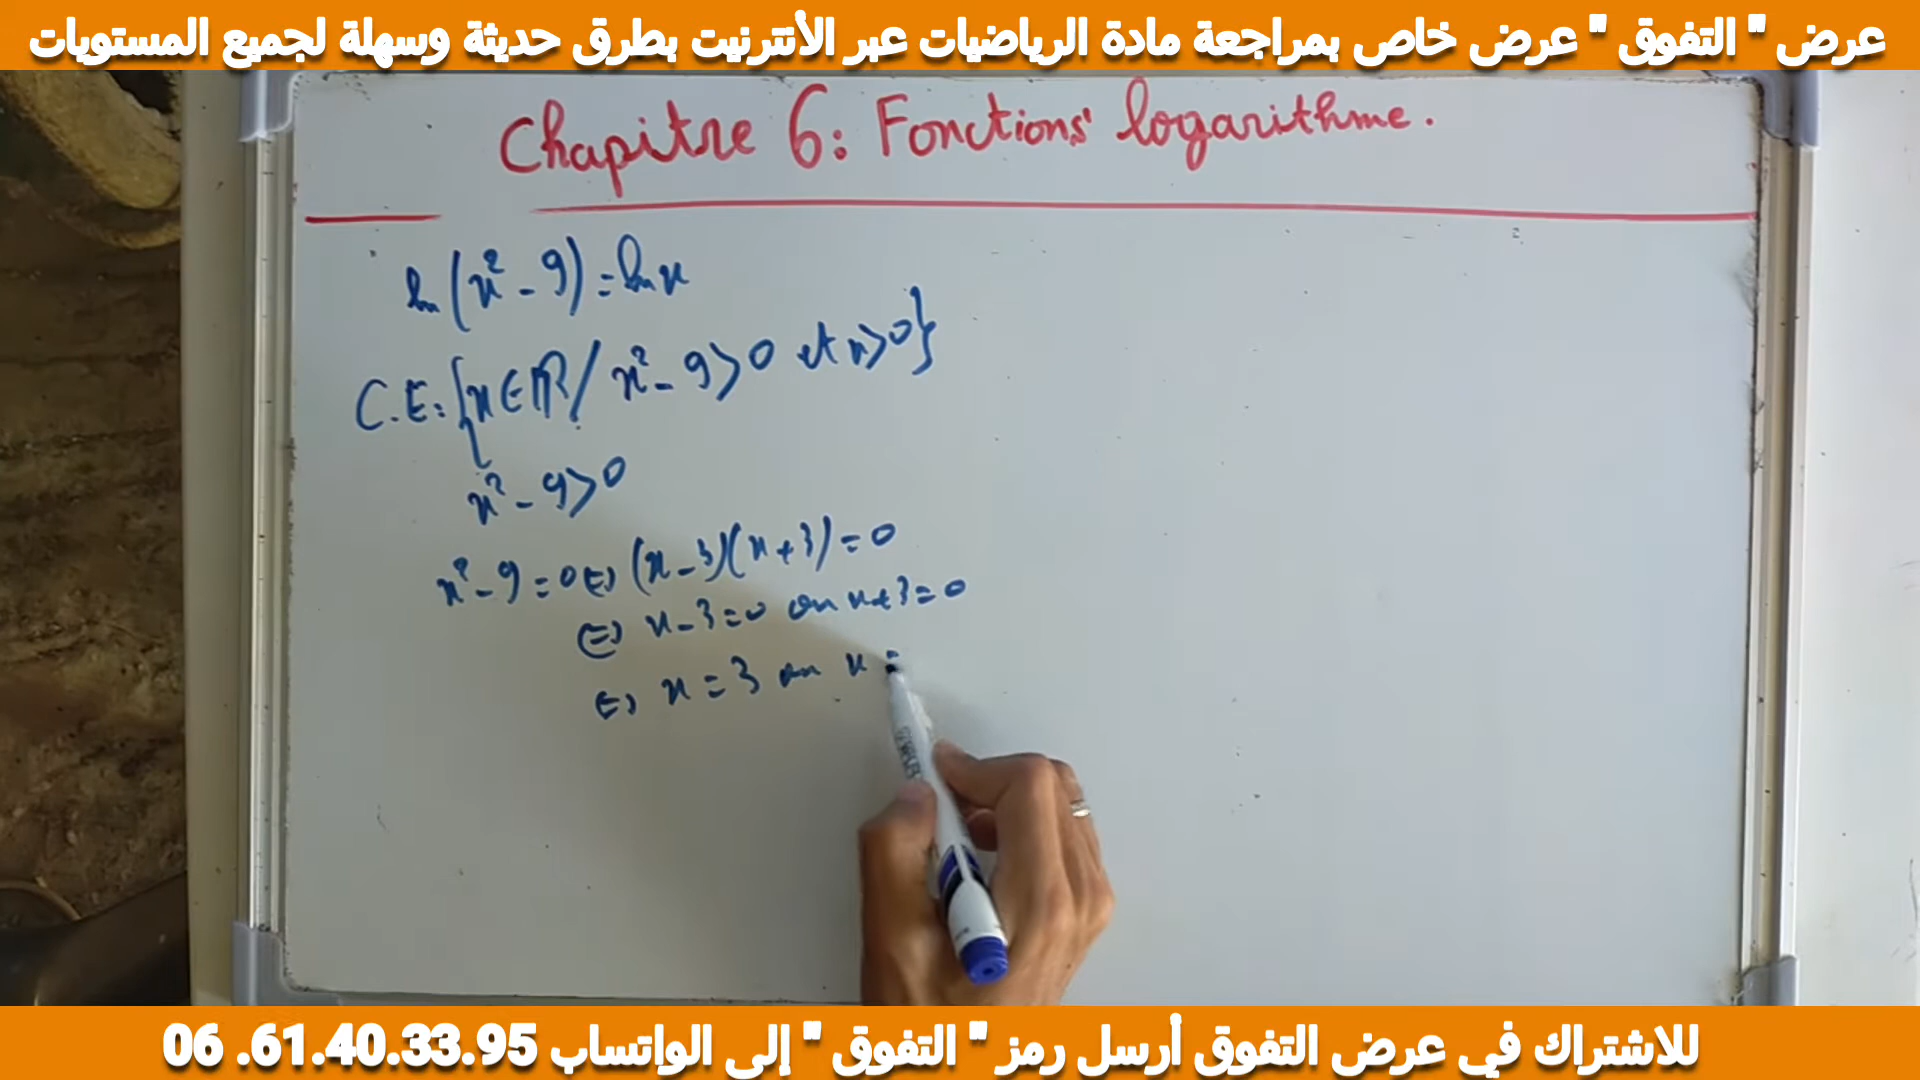 عرض " التفوق " عرض خاص بمراجعة مادة الرياضيات عبر الأنترنيت بطرق حديثة وسهلة لجميع المستويات
Chapitre 6: Fonctions logarithme.
ln(x² - 9) = ln x
C.E: {x ∈ ℝ / x² - 9 > 0 et x > 0}
x² - 9 > 0
x² - 9 = 0 ⇔ (x - 3)(x + 3) = 0
⇔ x - 3 = 0 ou x + 3 = 0
⇔ x = 3 ou x =
للاشتراك في عرض التفوق أرسل رمز " التفوق " إلى الواتساب 06 .61.40.33.95